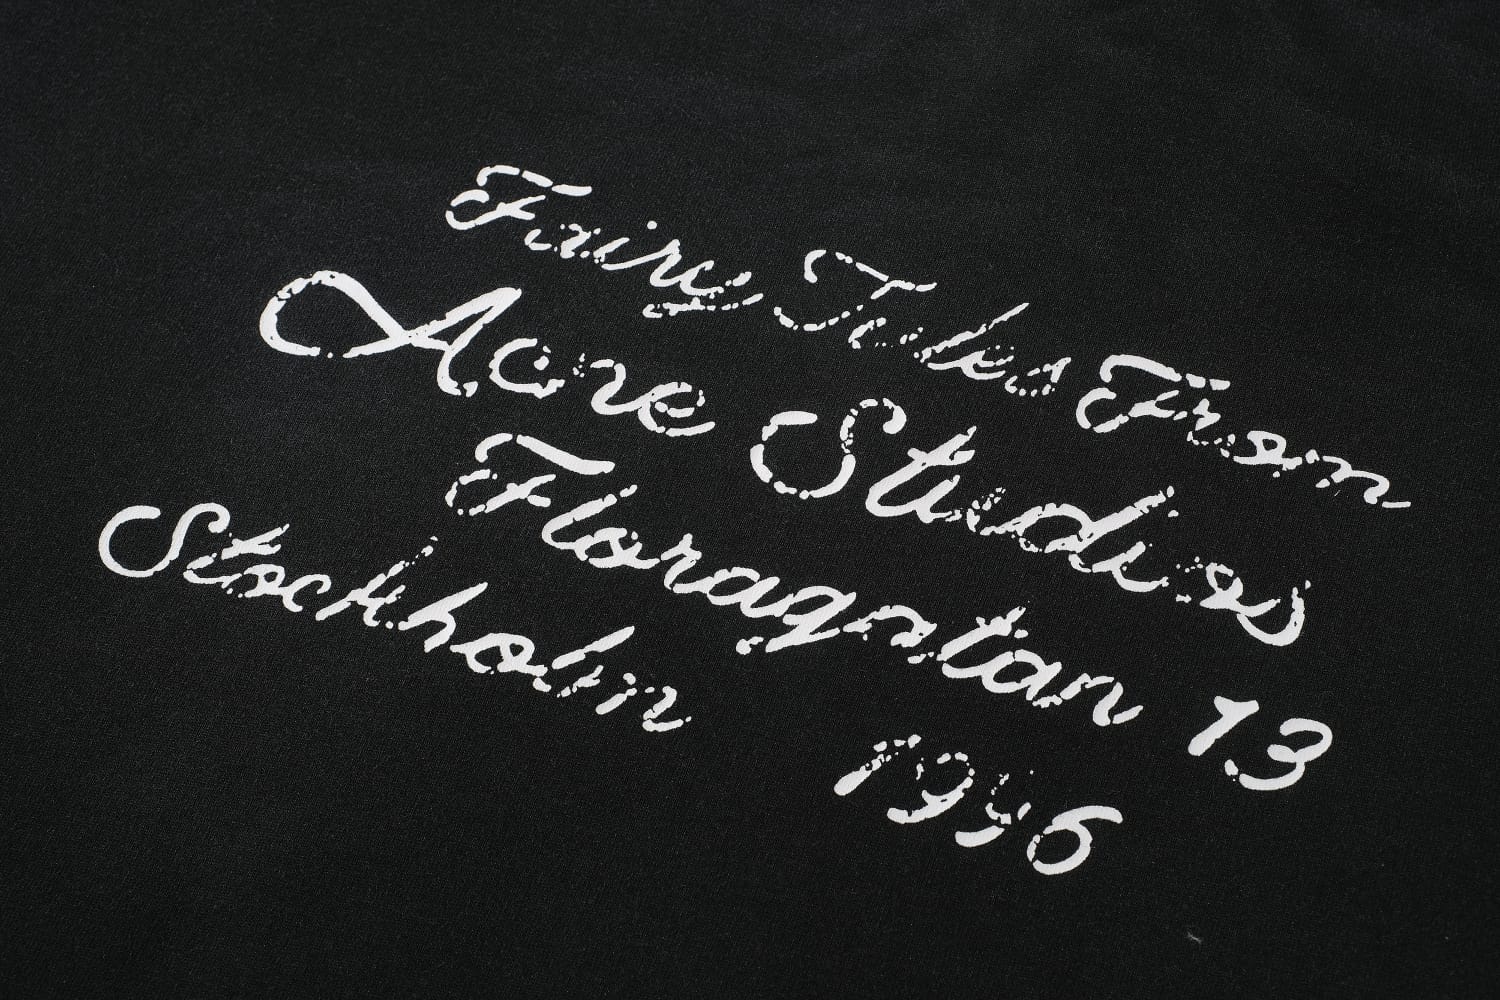 Fairy Tales From
Acne Studios
Floragatan 13
Stockholm 1996